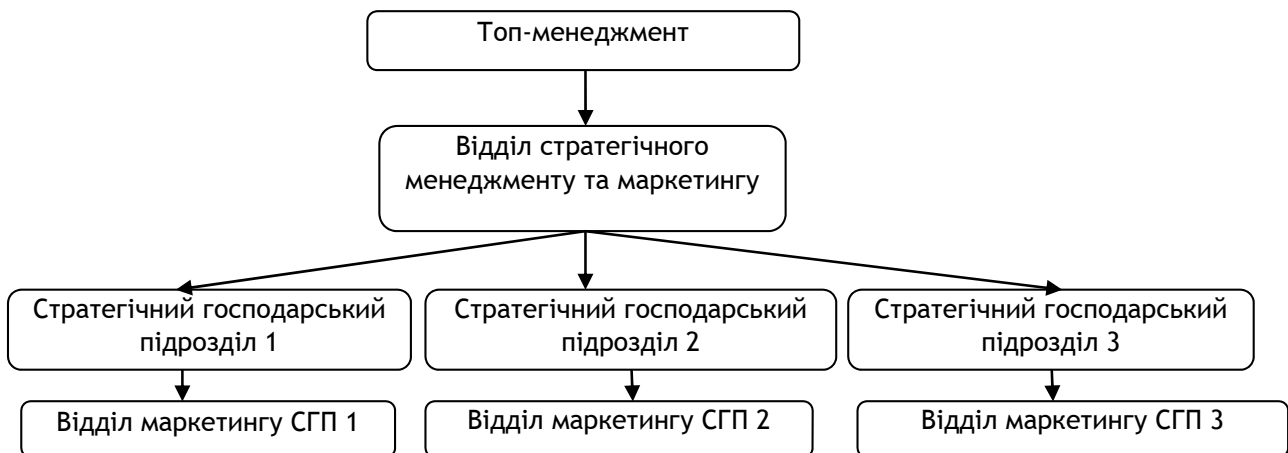 Топ-менеджмент
Відділ стратегічного
менеджменту та маркетингу
Стратегічний господарський
підрозділ 1
Стратегічний господарський
підрозділ 2
Стратегічний господарський
підрозділ 3
Відділ маркетингу СГП 1
Відділ маркетингу СГП 2
Відділ маркетингу СГП 3